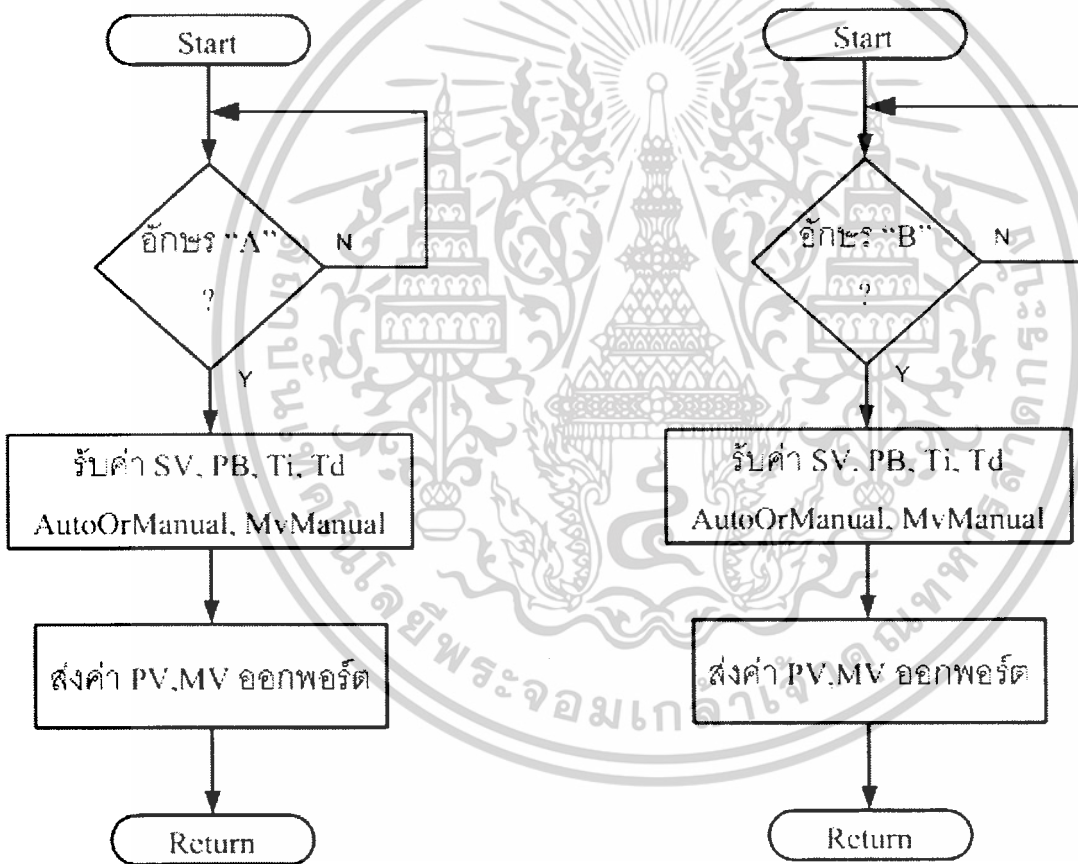 Start
อักษร "A"
?
N
Y
รับค่า SV, PB, Ti, Td
AutoOrManual, MvManual
ส่งค่า PV,MV ออกพอร์ต
Return
Start
อักษร "B"
?
N
Y
รับค่า SV. PB, Ti, Td
AutoOrManual, MvManual
ส่งค่า PV,MV ออกพอร์ต
Return